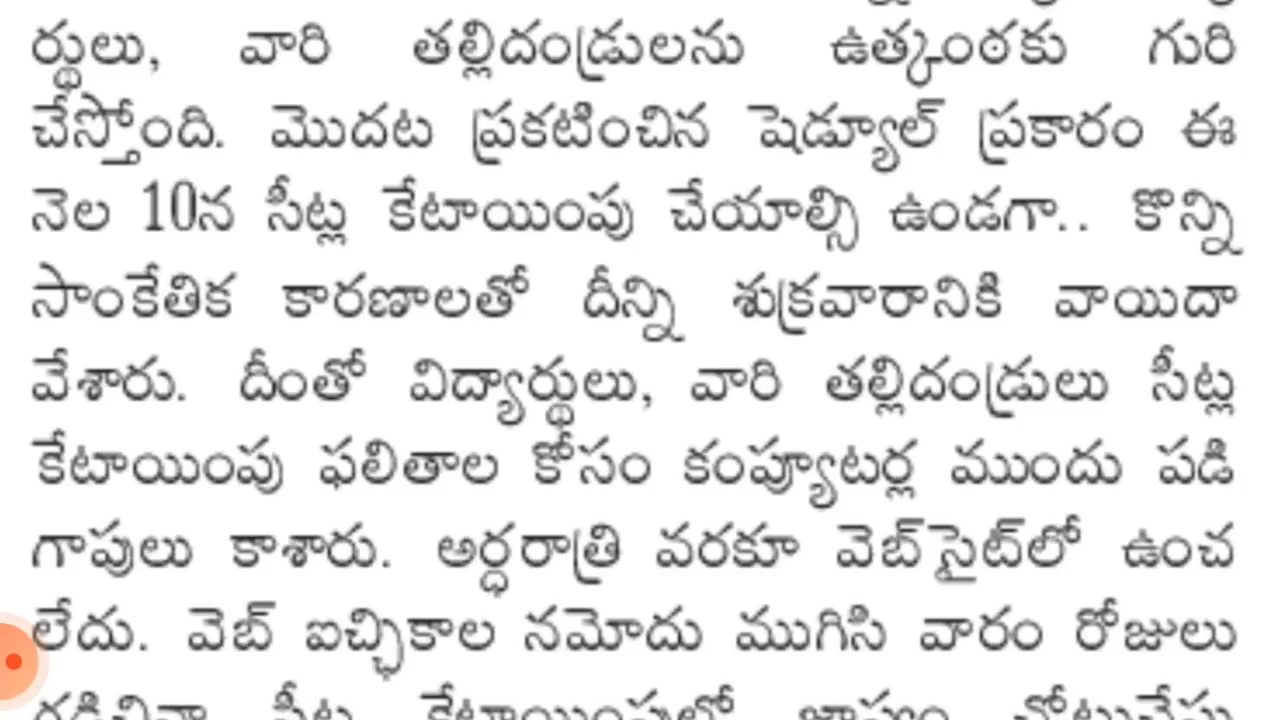 ర్థులు, వారి తల్లిదండ్రులను ఉత్కంఠకు గురి
చేస్తోంది. మొదట ప్రకటించిన షెడ్యూల్ ప్రకారం ఈ
నెల 10న సీట్ల కేటాయింపు చేయాల్సి ఉండగా.. కొన్ని
సాంకేతిక కారణాలతో దీన్ని శుక్రవారానికి వాయిదా
వేశారు. దీంతో విద్యార్థులు, వారి తల్లిదండ్రులు సీట్ల
కేటాయింపు ఫలితాల కోసం కంప్యూటర్ల ముందు పడి
గాపులు కాశారు. అర్ధరాత్రి వరకూ వెబ్‌సైట్‌లో ఉంచ
లేదు. వెబ్ ఐచ్ఛికాల నమోదు ముగిసి వారం రోజులు